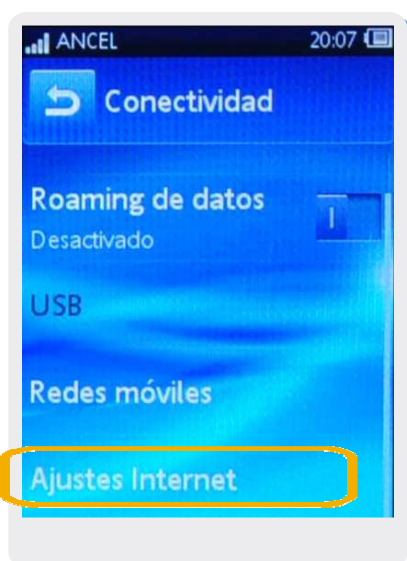 ANCEL 20:07
Conectividad
Roaming de datos
Desactivado
USB
Redes móviles
Ajustes Internet